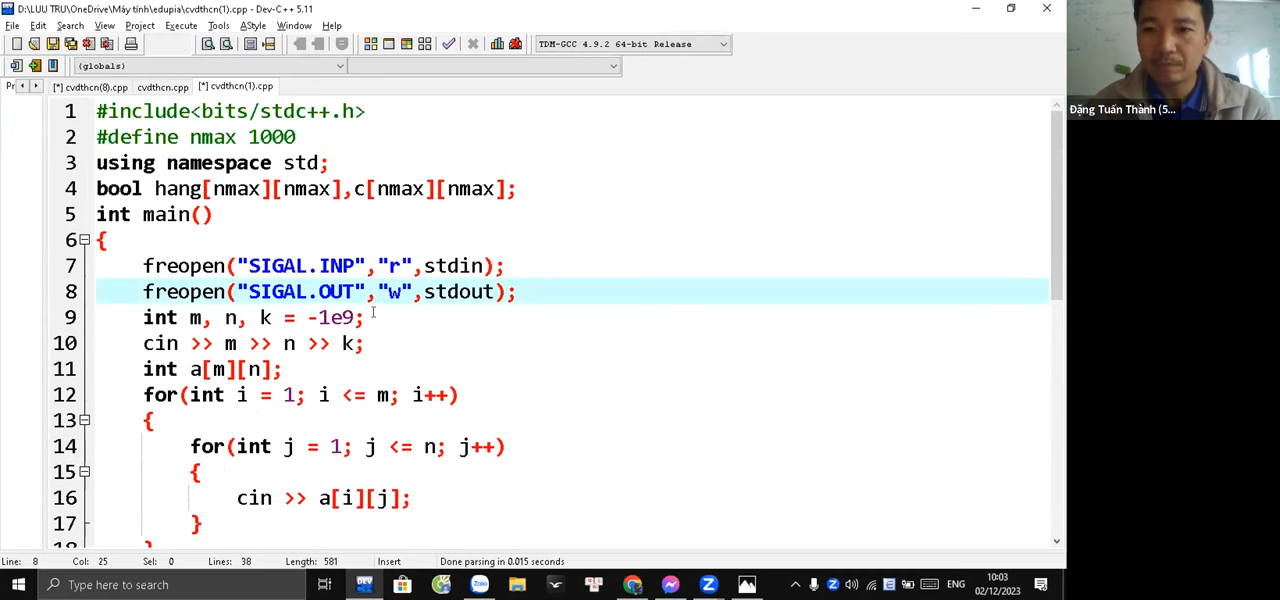 D:\LUU TRU\OneDrive\Máy tính\edupia\cvdthcn(1).cpp - Dev-C++ 5.11
File Edit Search View Project Execute Tools AStyle Window Help
TDM-GCC 4.9.2 64-bit Release
(globals)
Pr [*] cvdthcn(8).cpp cvdthcn.cpp [*] cvdthcn(1).cpp
1 #include<bits/stdc++.h>
2 #define nmax 1000
3 using namespace std;
4 bool hang[nmax][nmax],c[nmax][nmax];
5 int main()
6 {
7 freopen("SIGAL.INP","r",stdin);
8 freopen("SIGAL.OUT","w",stdout);
9 int m, n, k = -1e9;
10 cin >> m >> n >> k;
11 int a[m][n];
12 for(int i = 1; i <= m; i++)
13 {
14 for(int j = 1; j <= n; j++)
15 {
16 cin >> a[i][j];
17 }
18 }
Line: 8 Col: 25 Sel: 0 Lines: 38 Length: 581 Insert Done parsing in 0.015 seconds
Type here to search
ENG
10:03
02/12/2023
Đặng Tuấn Thành (5...